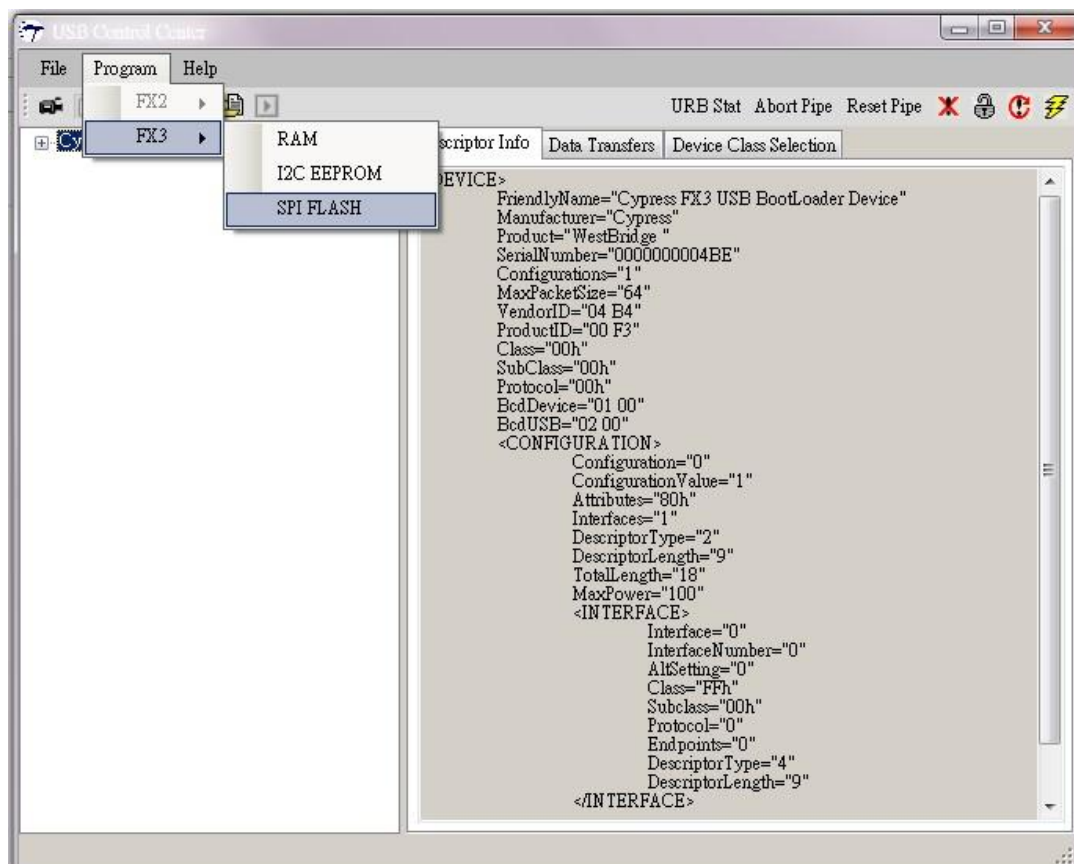 USB Control Center
File Program Help
FX2
URB Stat Abort Pipe Reset Pipe
Cy
FX3
RAM
I2C EEPROM
SPI FLASH
scriptor Info Data Transfers Device Class Selection
EVICE>
FriendlyName="Cypress FX3 USB BootLoader Device"
Manufacturer="Cypress"
Product="WestBridge "
SerialNumber="0000000004BE"
Configurations="1"
MaxPacketSize="64"
VendorID="04 B4"
ProductID="00 F3"
Class="00h"
SubClass="00h"
Protocol="00h"
BcdDevice="01 00"
BcdUSB="02 00"
<CONFIGURATION>
Configuration="0"
ConfigurationValue="1"
Attributes="80h"
Interfaces="1"
DescriptorType="2"
DescriptorLength="9"
TotalLength="18"
MaxPower="100"
<INTERFACE>
Interface="0"
InterfaceNumber="0"
AltSetting="0"
Class="FFh"
Subclass="00h"
Protocol="0"
Endpoints="0"
DescriptorType="4"
DescriptorLength="9"
</INTERFACE>